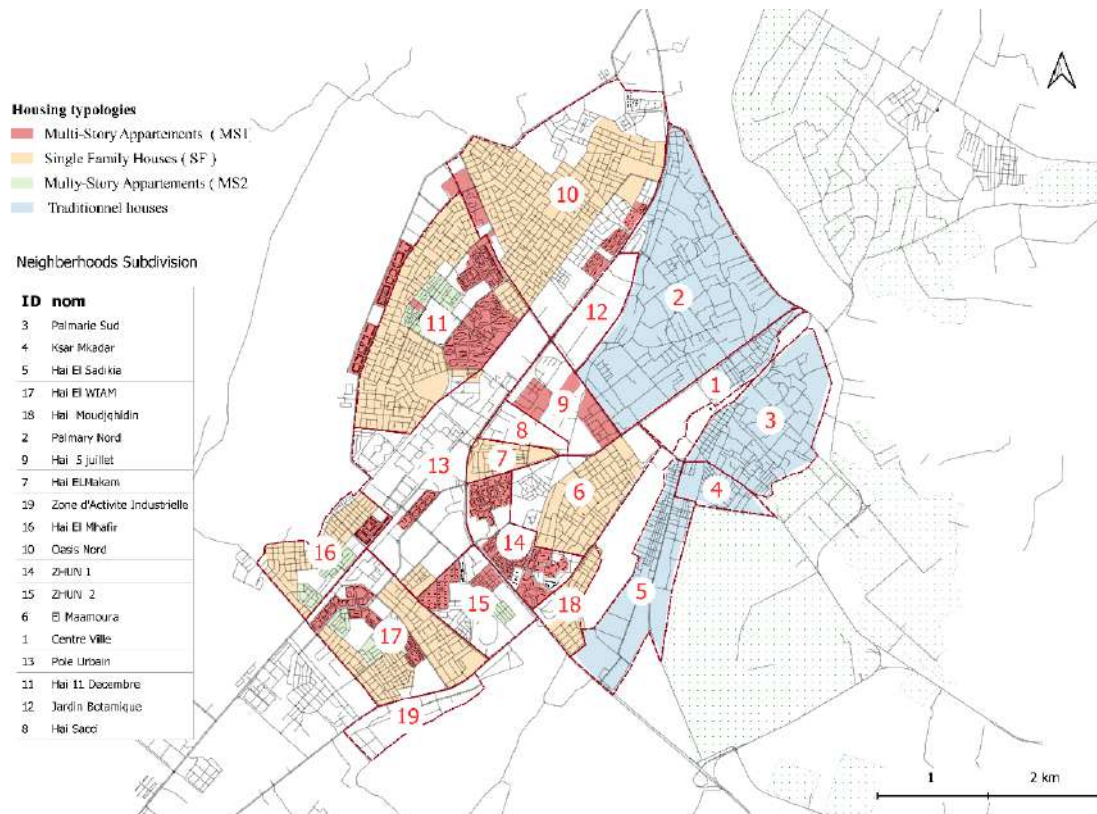 Housing typologies
Multi-Story Appartements ( MS1
Single Family Houses ( SF )
Multy-Story Appartements ( MS2
Traditionnel houses
Neighberhoods Subdivision
ID nom
3 Palmarie Sud
4 Ksar Mkadar
5 Hai El Sadikia
17 Hai El WIAM
18 Hai Moudjahidin
2 Palmary Nord
9 Hai 5 juillet
7 Hai ELMakam
19 Zone d'Activite Industrielle
16 Hai El Mhafir
10 Oasis Nord
14 ZHUN 1
15 ZHUN 2
6 El Maamoura
1 Centre Ville
13 Pole Urbain
11 Hai 11 Decembre
12 Jardin Botamique
8 Hai
10
2
12
11
1
9
3
8
7
13
6
4
14
16
5
15
18
17
19
1 2 km